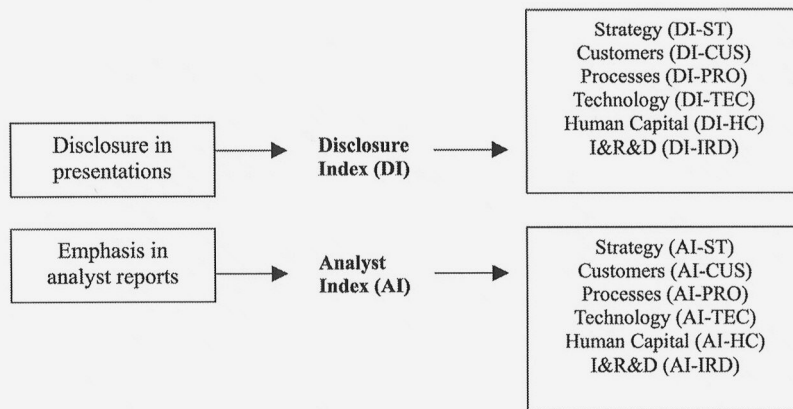 Disclosure in
presentations
Disclosure
Index (DI)
Strategy (DI-ST)
Customers (DI-CUS)
Processes (DI-PRO)
Technology (DI-TEC)
Human Capital (DI-HC)
I&R&D (DI-IRD)
Emphasis in
analyst reports
Analyst
Index (AI)
Strategy (AI-ST)
Customers (AI-CUS)
Processes (AI-PRO)
Technology (AI-TEC)
Human Capital (AI-HC)
I&R&D (AI-IRD)